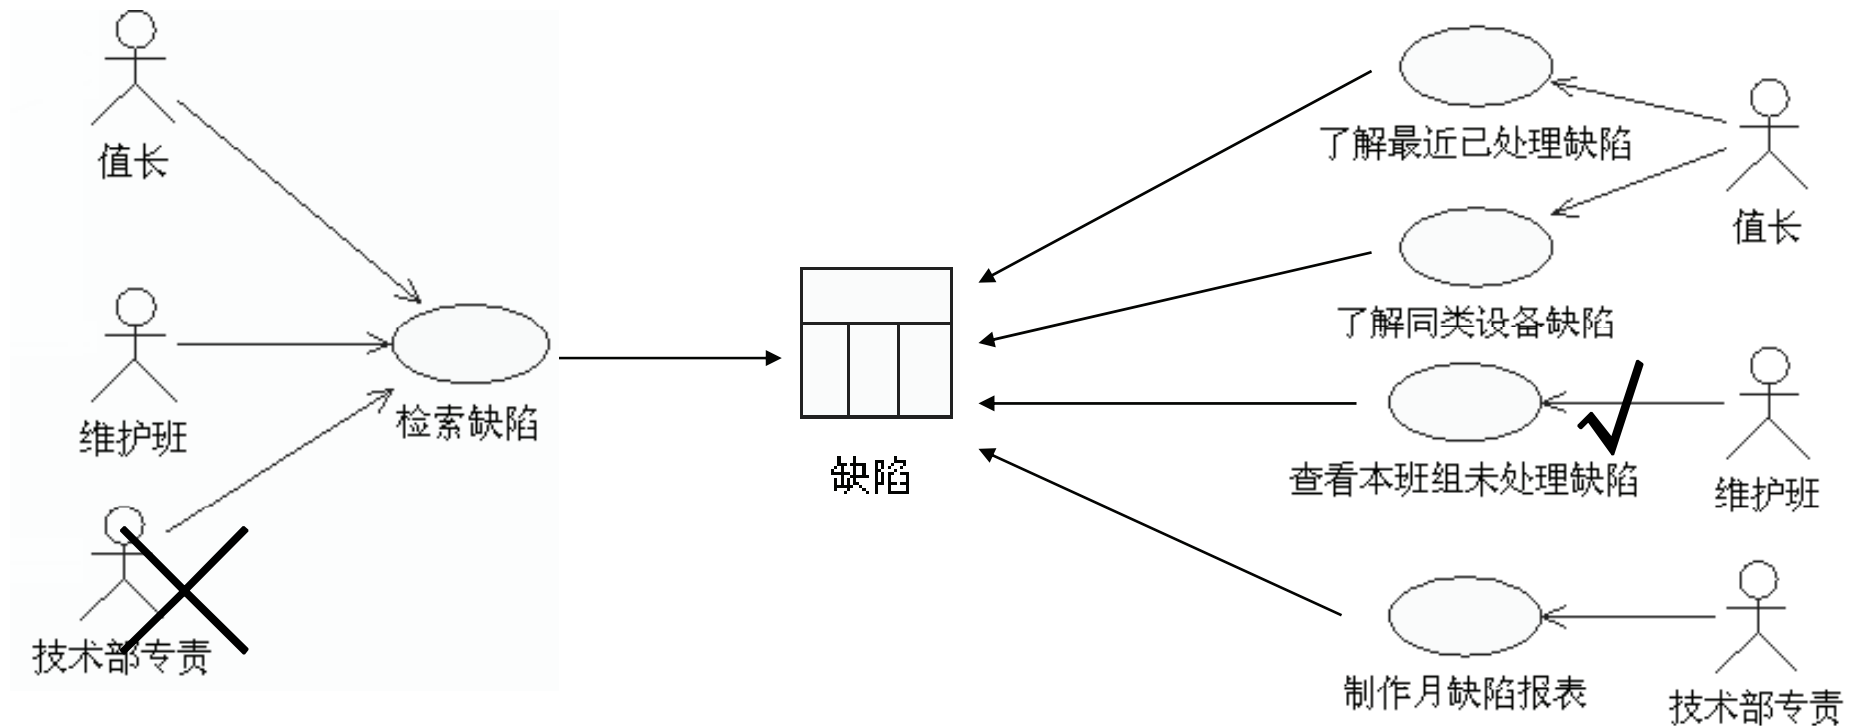 值长
维护班
技术部专责
检索缺陷
缺陷
了解最近已处理缺陷
值长
了解同类设备缺陷
查看本班组未处理缺陷
维护班
制作月缺陷报表
技术部专责